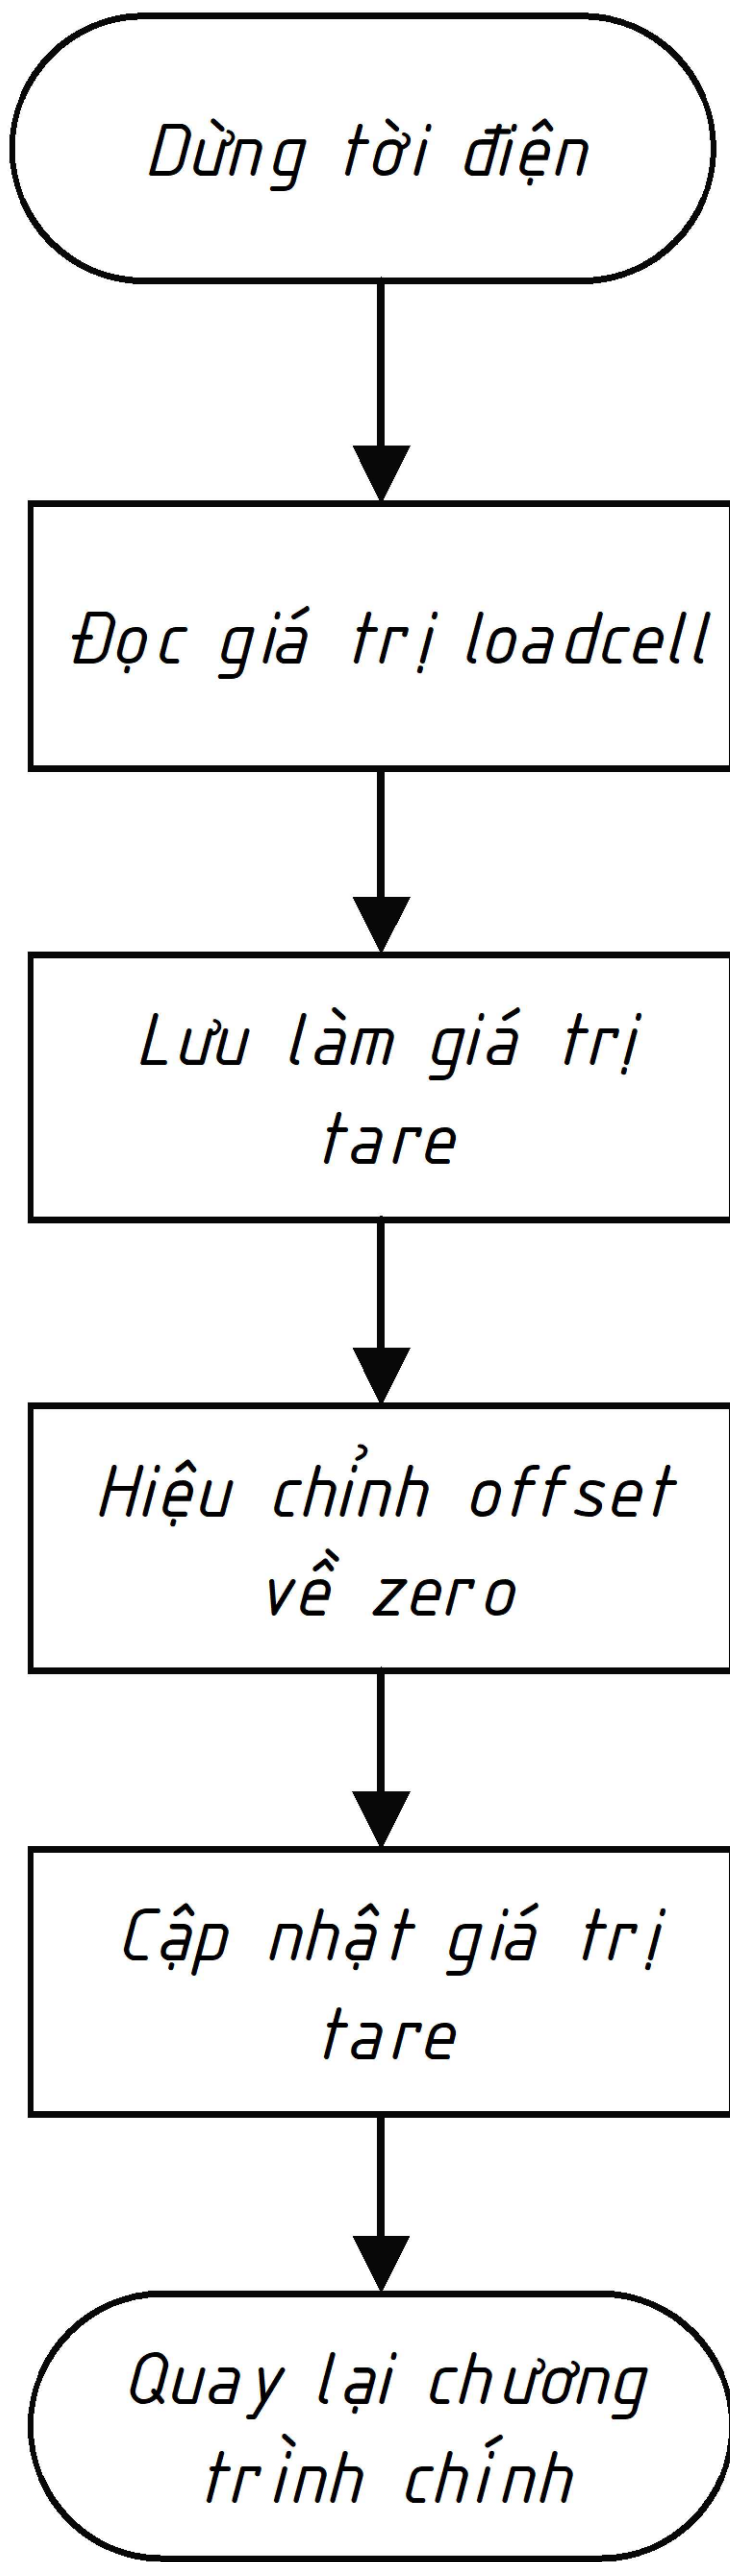 Dừng tời điện
Đọc giá trị loadcell
Lưu làm giá trị
tare
Hiệu chỉnh offset
về zero
Cập nhật giá trị
tare
Quay lại chương
trình chính